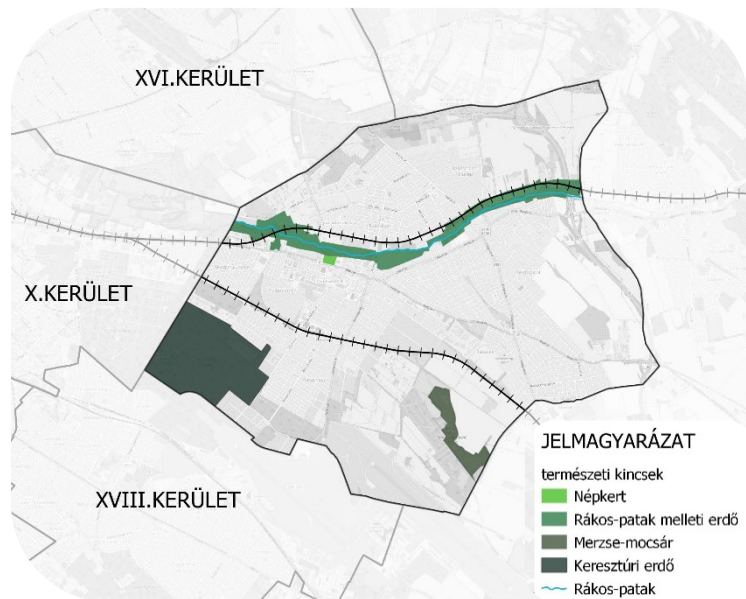 XVI.KERÜLET
X.KERÜLET
XVIII.KERÜLET
JELMAGYARÁZAT
természeti kincsek
Népkert
Rákos-patak melleti erdő
Merzse-mocsár
Keresztúri erdő
Rákos-patak